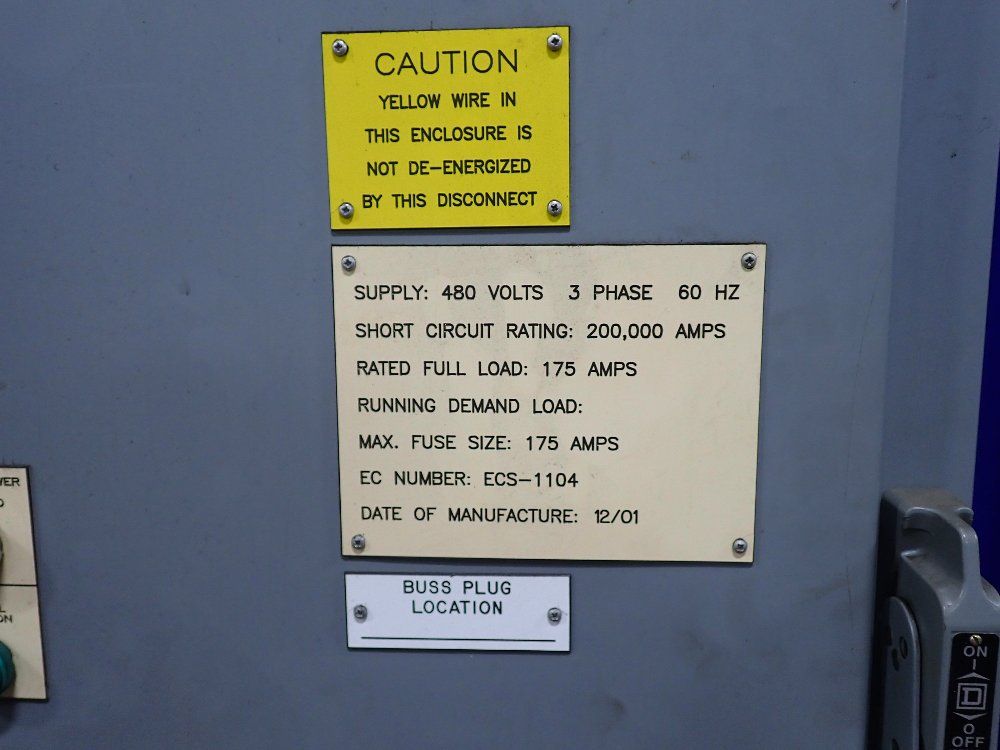 CAUTION
YELLOW WIRE IN
THIS ENCLOSURE IS
NOT DE-ENERGIZED
BY THIS DISCONNECT
SUPPLY: 480 VOLTS 3 PHASE 60 HZ
SHORT CIRCUIT RATING: 200,000 AMPS
RATED FULL LOAD: 175 AMPS
RUNNING DEMAND LOAD:
MAX. FUSE SIZE: 175 AMPS
EC NUMBER: ECS-1104
DATE OF MANUFACTURE: 12/01
BUSS PLUG
LOCATION
ON
I
D
O
OFF